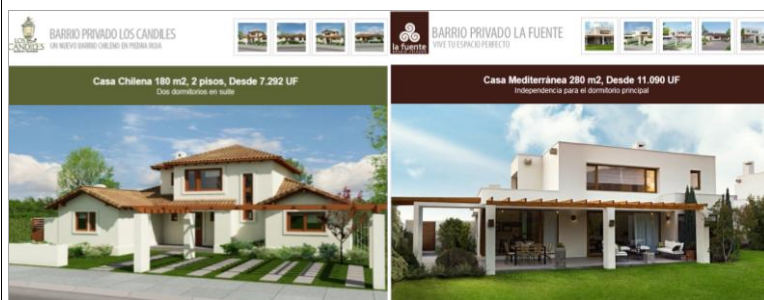 BARRIO PRIVADO LOS CANDILES
UN NUEVO BARRIO CHILENO EN PIEDRA ROJA
LOS
CANDILES
Casa Chilena 180 m2, 2 pisos, Desde 7.292 UF
Dos dormitorios en suite
BARRIO PRIVADO LA FUENTE
VIVE TU ESPACIO PERFECTO
la fuente
Casa Mediterránea 280 m2, Desde 11.090 UF
Independencia para el dormitorio principal